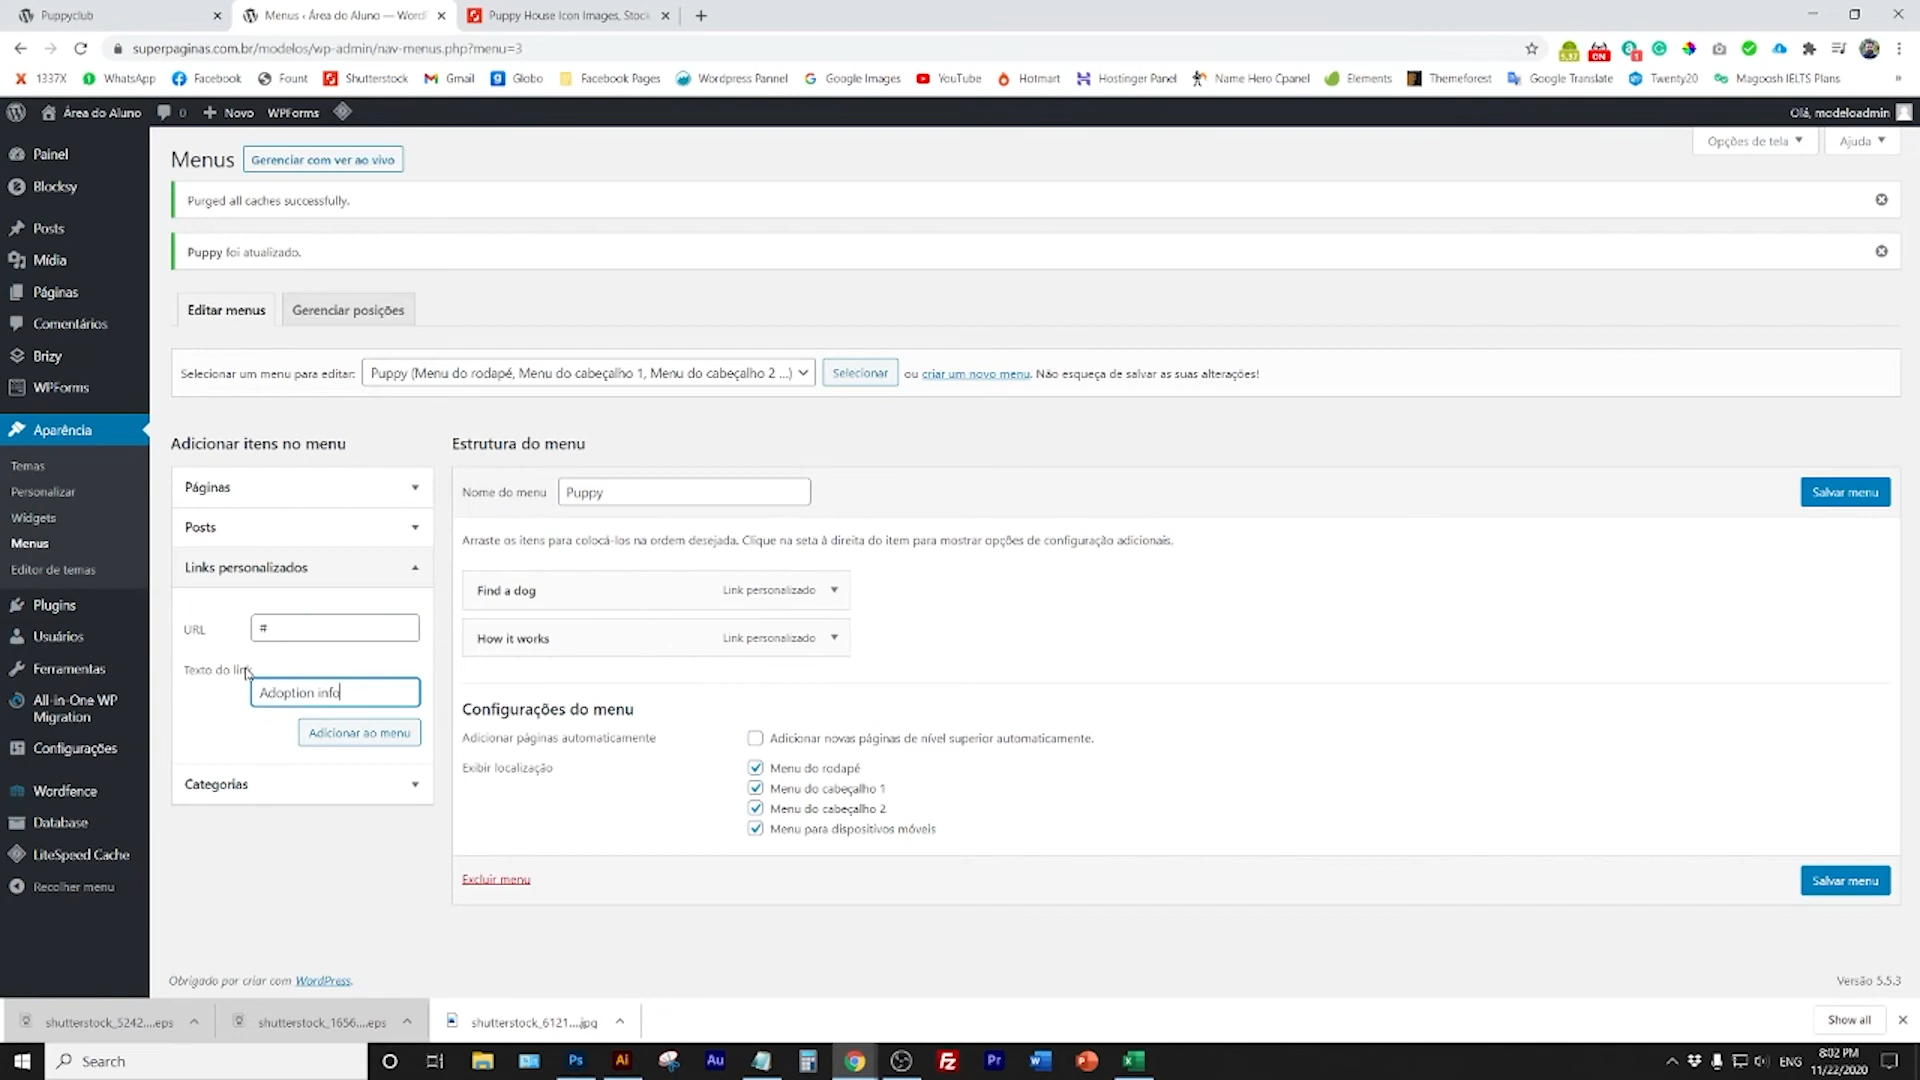 Puppyclub
Menus ‹ Área do Aluno — WordF
Puppy House Icon Images, Stock
superpaginas.com.br/modelos/wp-admin/nav-menus.php?menu=3
1337X
WhatsApp
Facebook
Fount
Shutterstock
Gmail
Globo
Facebook Pages
Wordpress Pannel
Google Images
YouTube
Hotmart
Hostinger Panel
Name Hero Cpanel
Elements
Themeforest
Google Translate
Twenty20
Magoosh IELTS Plans
»
Área do Aluno
0
Novo
WPForms
Olá, modeloadmin
Opções de tela
Ajuda
Painel
Blocksy
Posts
Mídia
Páginas
Comentários
Brizy
WPForms
Aparência
Temas
Personalizar
Widgets
Menus
Editor de temas
Plugins
Usuários
Ferramentas
All-in-One WP
Migration
Configurações
Wordfence
Database
LiteSpeed Cache
Recolher menu
Menus
Gerenciar com ver ao vivo
Purged all caches successfully.
Puppy foi atualizado.
Editar menus
Gerenciar posições
Selecionar um menu para editar:
Puppy (Menu do rodapé, Menu do cabeçalho 1, Menu do cabeçalho 2 ...)
Selecionar
ou criar um novo menu. Não esqueça de salvar as suas alterações!
Adicionar itens no menu
Páginas
Posts
Links personalizados
URL
#
Texto do link
Adoption info
Adicionar ao menu
Categorias
Estrutura do menu
Nome do menu
Puppy
Salvar menu
Arraste os itens para colocá-los na ordem desejada. Clique na seta à direita do item para mostrar opções de configuração adicionais.
Find a dog
Link personalizado
How it works
Link personalizado
Configurações do menu
Adicionar páginas automaticamente
Adicionar novas páginas de nível superior automaticamente.
Exibir localização
Menu do rodapé
Menu do cabeçalho 1
Menu do cabeçalho 2
Menu para dispositivos móveis
Excluir menu
Salvar menu
Obrigado por criar com WordPress.
Versão 5.5.3
shutterstock_5242....eps
shutterstock_1656....eps
shutterstock_6121....jpg
Show all
Search
Ps
Ai
Au
Fz
Pr
W
P
X
ENG
8:02 PM
11/22/2020